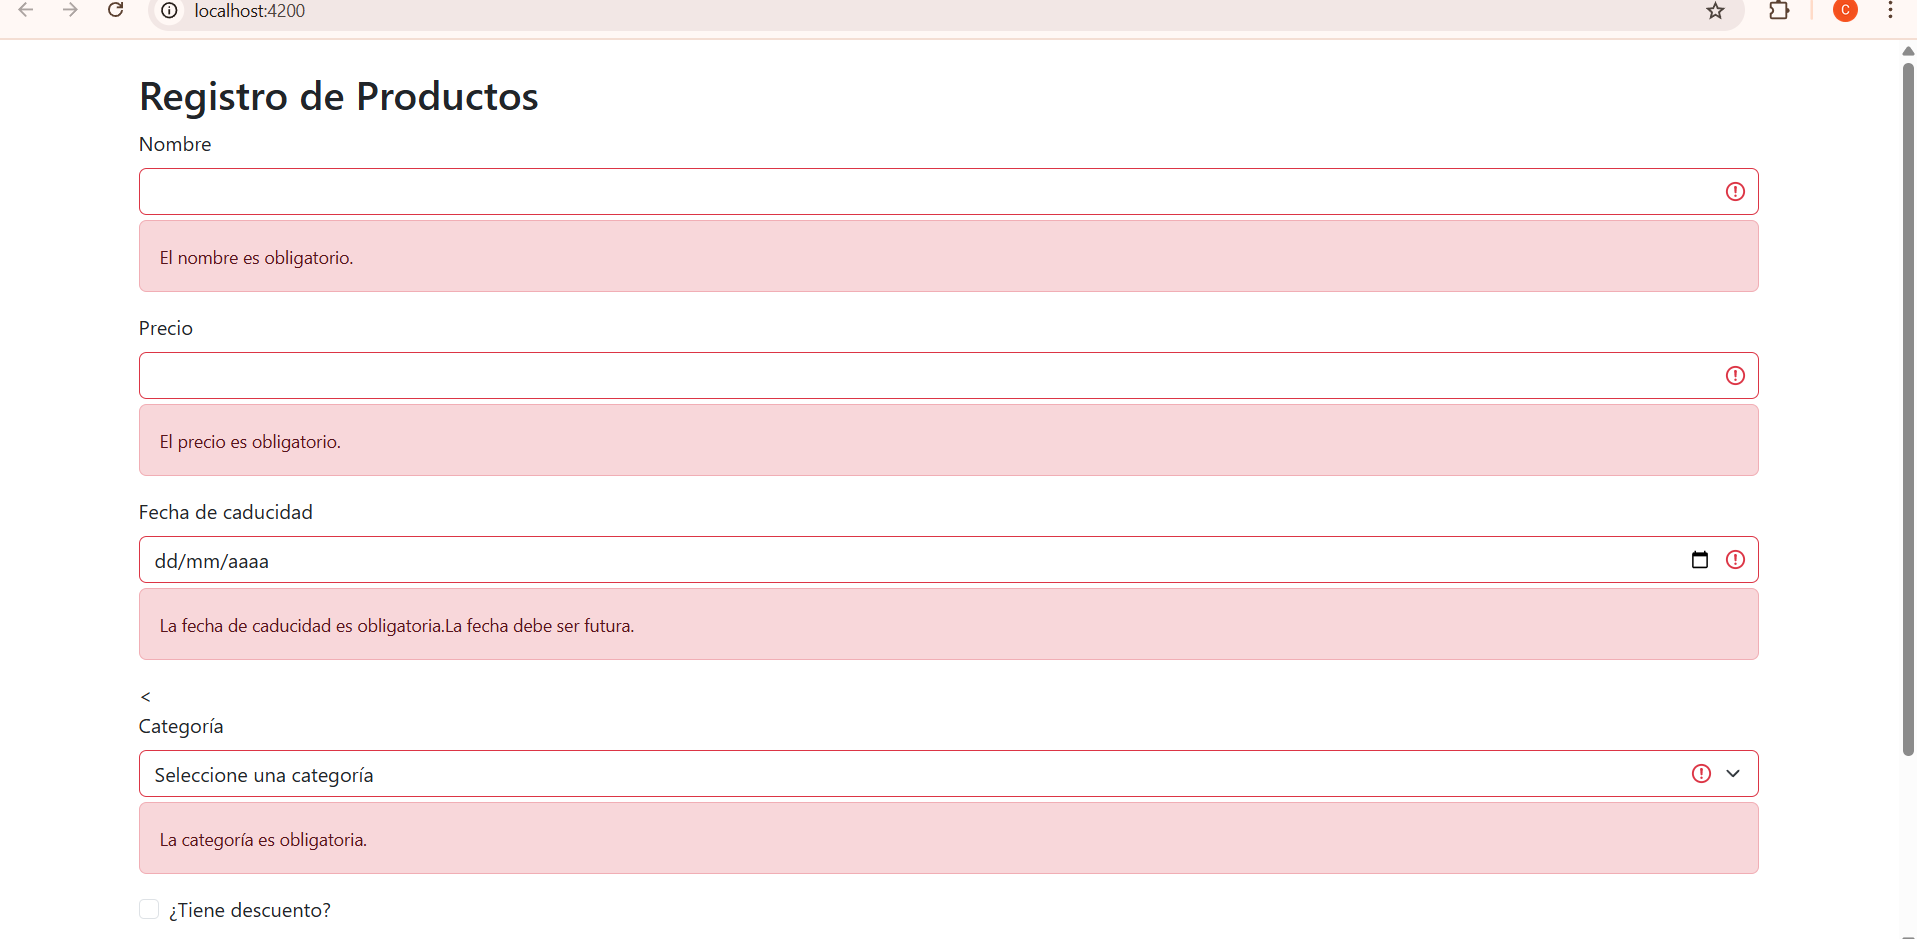 localhost:4200
C
Registro de Productos
Nombre
El nombre es obligatorio.
Precio
El precio es obligatorio.
Fecha de caducidad
dd/mm/aaaa
La fecha de caducidad es obligatoria.La fecha debe ser futura.
<
Categoría
Seleccione una categoría
La categoría es obligatoria.
¿Tiene descuento?